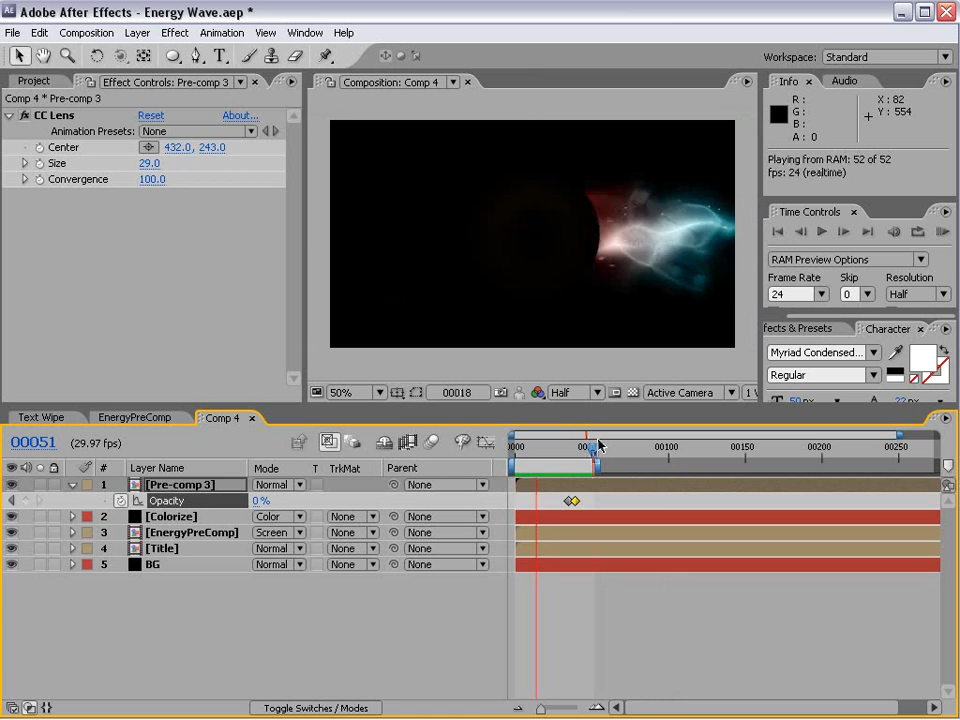 Adobe After Effects - Energy Wave.aep *
File Edit Composition Layer Effect Animation View Window Help
Workspace: Standard
Project Effect Controls: Pre-comp 3 Composition: Comp 4 Info Audio
Comp 4 * Pre-comp 3
CC Lens Reset About...
Animation Presets: None
Center 432.0, 243.0
Size 29.0
Convergence 100.0
R :
G :
B :
A : 0
X : 82
Y : 554
Playing from RAM: 52 of 52
fps: 24 (realtime)
Time Controls
RAM Preview Options
Frame Rate Skip Resolution
24 0 Half
fects & Presets Character
Myriad Condensed...
Regular
50% 00018 Half Active Camera
Text Wipe EnergyPreComp Comp 4
00051 (29.97 fps)
00100 00150 00200 00250
# Layer Name Mode T TrkMat Parent
1 [Pre-comp 3] Normal None
Opacity 0 %
2 [Colorize] Color None None
3 [EnergyPreComp] Screen None None
4 [Title] Normal None None
5 BG Normal None None
Toggle Switches / Modes